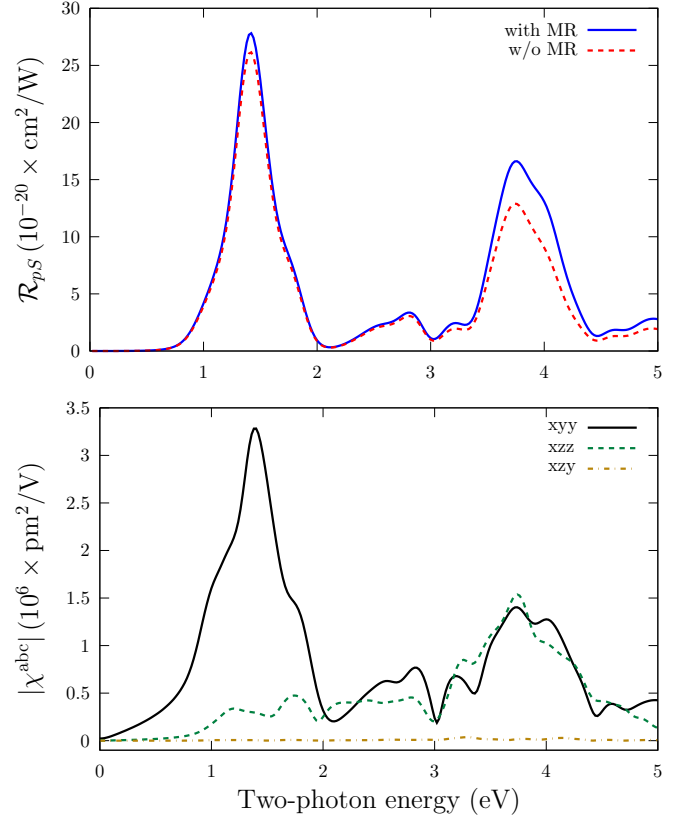 with MR
w/o MR
30
25
20
15
10
5
0
0 1 2 3 4 5
ℛ_{pS} (10^{−20} × cm^2/W)
xyy
xzz
xzy
3.5
3
2.5
2
1.5
1
0.5
0
0 1 2 3 4 5
|χ^{abc}| (10^6 × pm^2/V)
Two-photon energy (eV)